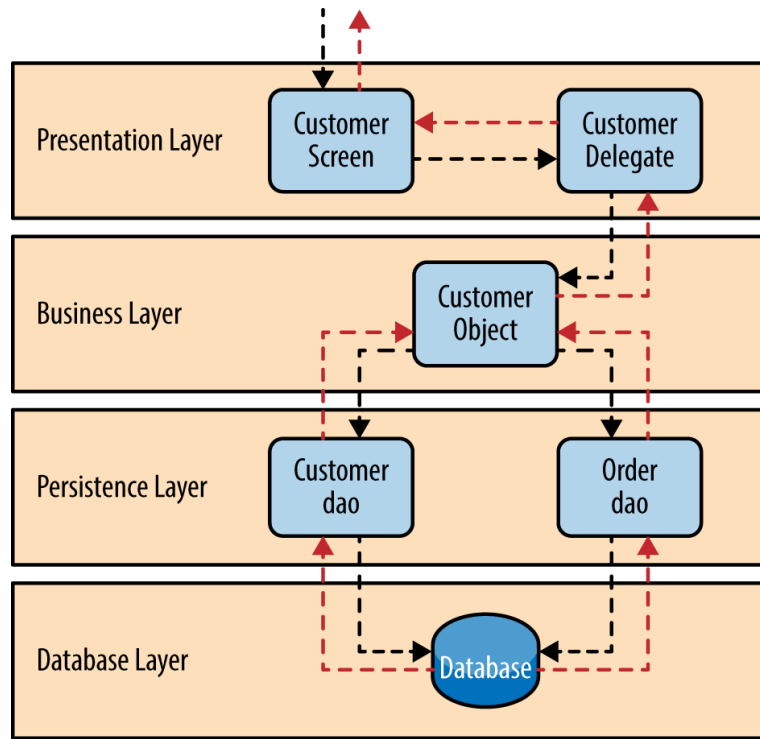 Presentation Layer
Customer
Screen
Customer
Delegate
Business Layer
Customer
Object
Persistence Layer
Customer
dao
Order
dao
Database Layer
Database